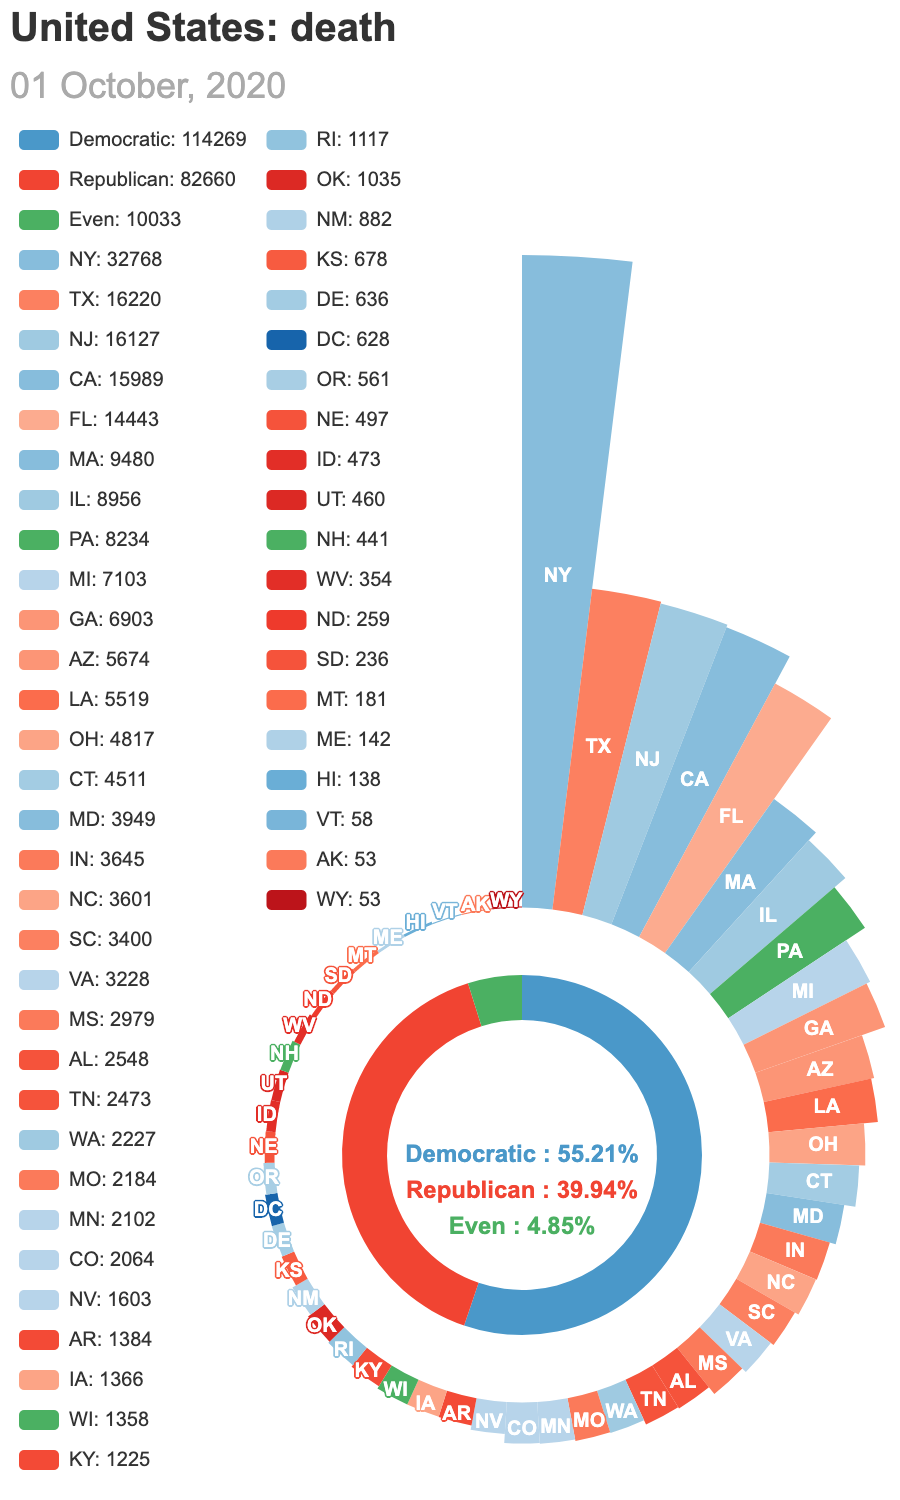 United States: death
01 October, 2020
Democratic: 114269
Republican: 82660
Even: 10033
NY: 32768
TX: 16220
NJ: 16127
CA: 15989
FL: 14443
MA: 9480
IL: 8956
PA: 8234
MI: 7103
GA: 6903
AZ: 5674
LA: 5519
OH: 4817
CT: 4511
MD: 3949
IN: 3645
NC: 3601
SC: 3400
VA: 3228
MS: 2979
AL: 2548
TN: 2473
WA: 2227
MO: 2184
MN: 2102
CO: 2064
NV: 1603
AR: 1384
IA: 1366
WI: 1358
KY: 1225
RI: 1117
OK: 1035
NM: 882
KS: 678
DE: 636
DC: 628
OR: 561
NE: 497
ID: 473
UT: 460
NH: 441
WV: 354
ND: 259
SD: 236
MT: 181
ME: 142
HI: 138
VT: 58
AK: 53
WY: 53
NY
TX
NJ
CA
FL
MA
IL
PA
MI
GA
AZ
LA
OH
CT
MD
IN
NC
SC
VA
MS
AL
TN
WA
MO
MN
CO
NV
AR
IA
WI
KY
RI
OK
NM
KS
DE
DC
OR
NE
ID
UT
NH
WV
ND
SD
MT
ME
HI
VT
AK
WY
Democratic : 55.21%
Republican : 39.94%
Even : 4.85%